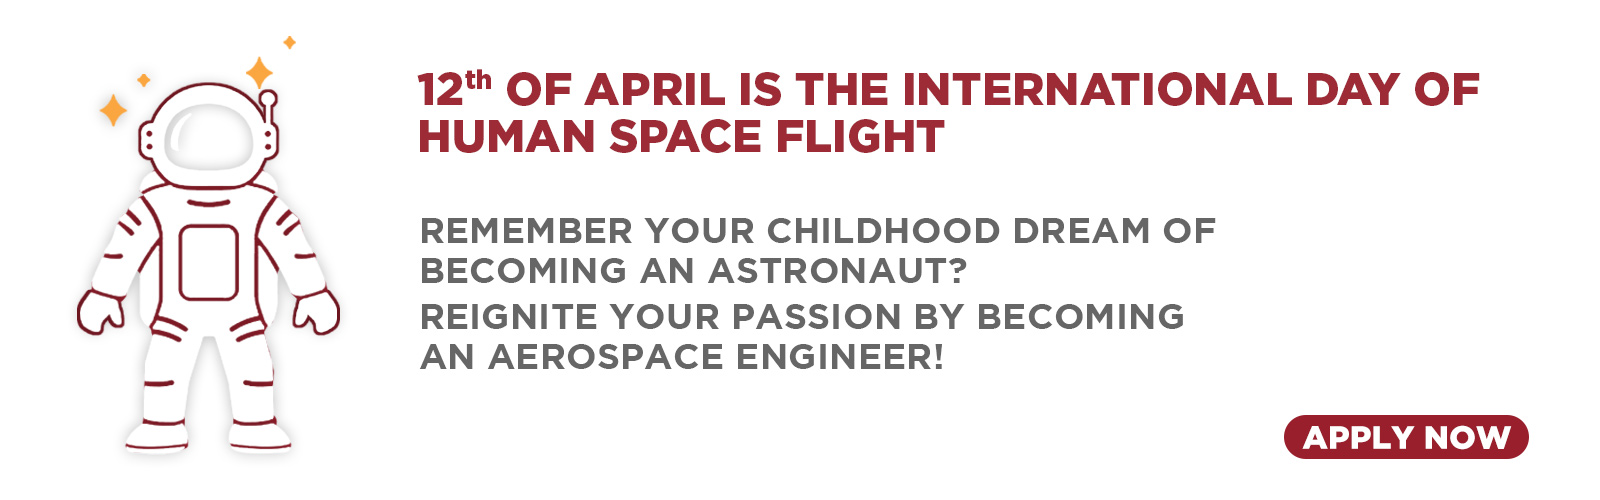 12th OF APRIL IS THE INTERNATIONAL DAY OF
HUMAN SPACE FLIGHT
REMEMBER YOUR CHILDHOOD DREAM OF
BECOMING AN ASTRONAUT?
REIGNITE YOUR PASSION BY BECOMING
AN AEROSPACE ENGINEER!
APPLY NOW